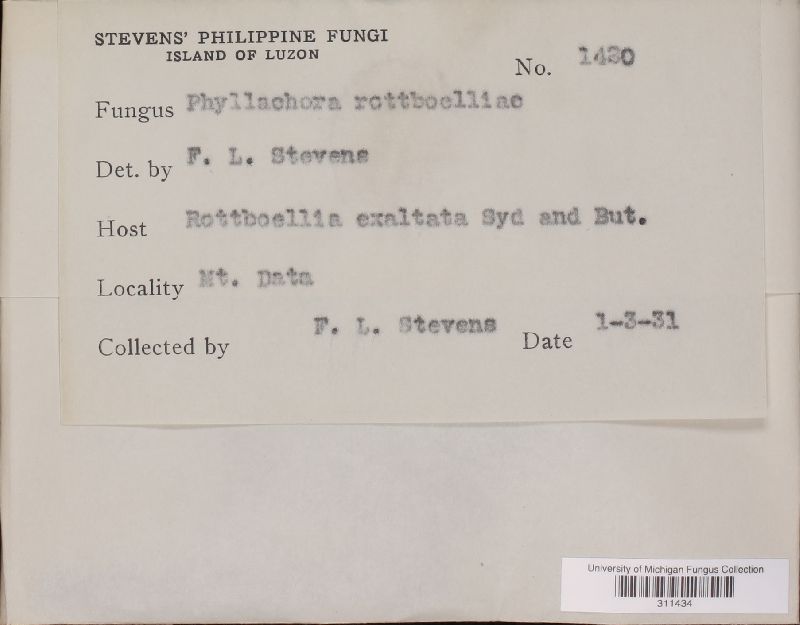 STEVENS' PHILIPPINE FUNGI
ISLAND OF LUZON
No. 1430
Fungus Phyllachora rottboelliae
Det. by F. L. Stevens
Host Rottboellia exaltata Syd and But.
Locality Mt. Data
Collected by F. L. Stevens Date 1-3-31
University of Michigan Fungus Collection
311434